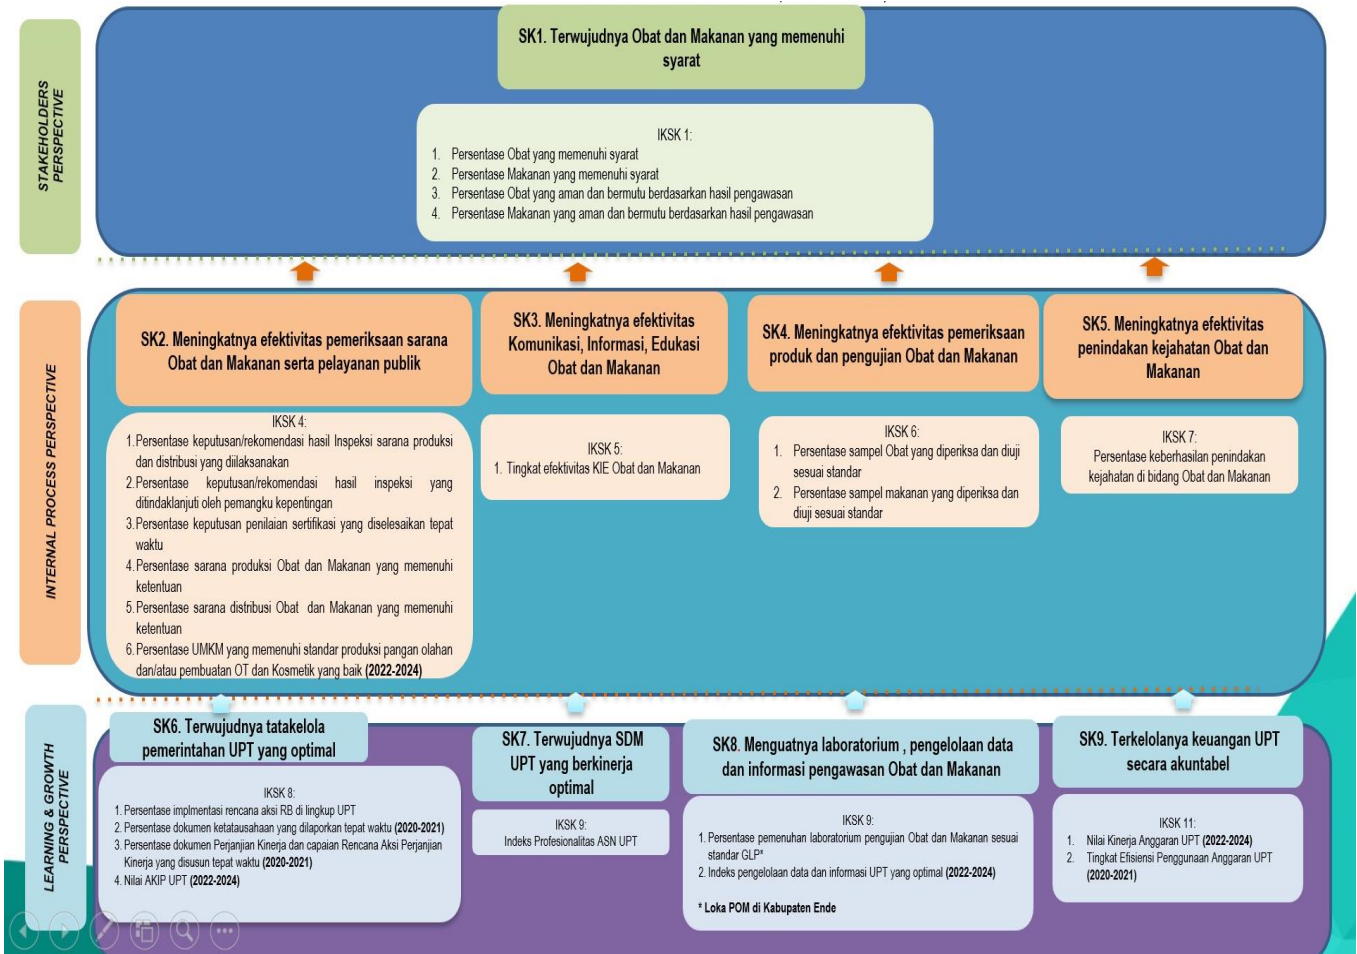 STAKEHOLDERS
PERSPECTIVE
SK1. Terwujudnya Obat dan Makanan yang memenuhi
syarat
IKSK 1:
1. Persentase Obat yang memenuhi syarat
2. Persentase Makanan yang memenuhi syarat
3. Persentase Obat yang aman dan bermutu berdasarkan hasil pengawasan
4. Persentase Makanan yang aman dan bermutu berdasarkan hasil pengawasan
INTERNAL PROCESS PERSPECTIVE
SK2. Meningkatnya efektivitas pemeriksaan sarana
Obat dan Makanan serta pelayanan publik
IKSK 4:
1. Persentase keputusan/rekomendasi hasil Inspeksi sarana produksi
dan distribusi yang diilaksanakan
2. Persentase keputusan/rekomendasi hasil inspeksi yang
ditindaklanjuti oleh pemangku kepentingan
3. Persentase keputusan penilaian sertifikasi yang diselesaikan tepat
waktu
4. Persentase sarana produksi Obat dan Makanan yang memenuhi
ketentuan
5. Persentase sarana distribusi Obat dan Makanan yang memenuhi
ketentuan
6. Persentase UMKM yang memenuhi standar produksi pangan olahan
dan/atau pembuatan OT dan Kosmetik yang baik (2022-2024)
SK3. Meningkatnya efektivitas
Komunikasi, Informasi, Edukasi
Obat dan Makanan
IKSK 5:
1. Tingkat efektivitas KIE Obat dan Makanan
SK4. Meningkatnya efektivitas pemeriksaan
produk dan pengujian Obat dan Makanan
IKSK 6:
1. Persentase sampel Obat yang diperiksa dan diuji
sesuai standar
2. Persentase sampel makanan yang diperiksa dan
diuji sesuai standar
SK5. Meningkatnya efektivitas
penindakan kejahatan Obat dan
Makanan
IKSK 7:
Persentase keberhasilan penindakan
kejahatan di bidang Obat dan Makanan
LEARNING & GROWTH
PERSPECTIVE
SK6. Terwujudnya tatakelola
pemerintahan UPT yang optimal
IKSK 8:
1. Persentase implmentasi rencana aksi RB di lingkup UPT
2. Persentase dokumen ketatausahaan yang dilaporkan tepat waktu (2020-2021)
3. Persentase dokumen Perjanjian Kinerja dan capaian Rencana Aksi Perjanjian
Kinerja yang disusun tepat waktu (2020-2021)
4. Nilai AKIP UPT (2022-2024)
SK7. Terwujudnya SDM
UPT yang berkinerja
optimal
IKSK 9:
Indeks Profesionalitas ASN UPT
SK8. Menguatnya laboratorium , pengelolaan data
dan informasi pengawasan Obat dan Makanan
IKSK 9:
1. Persentase pemenuhan laboratorium pengujian Obat dan Makanan sesuai
standar GLP*
2. Indeks pengelolaan data dan informasi UPT yang optimal (2022-2024)
* Loka POM di Kabupaten Ende
SK9. Terkelolanya keuangan UPT
secara akuntabel
IKSK 11:
1. Nilai Kinerja Anggaran UPT (2022-2024)
2. Tingkat Efisiensi Penggunaan Anggaran UPT
(2020-2021)